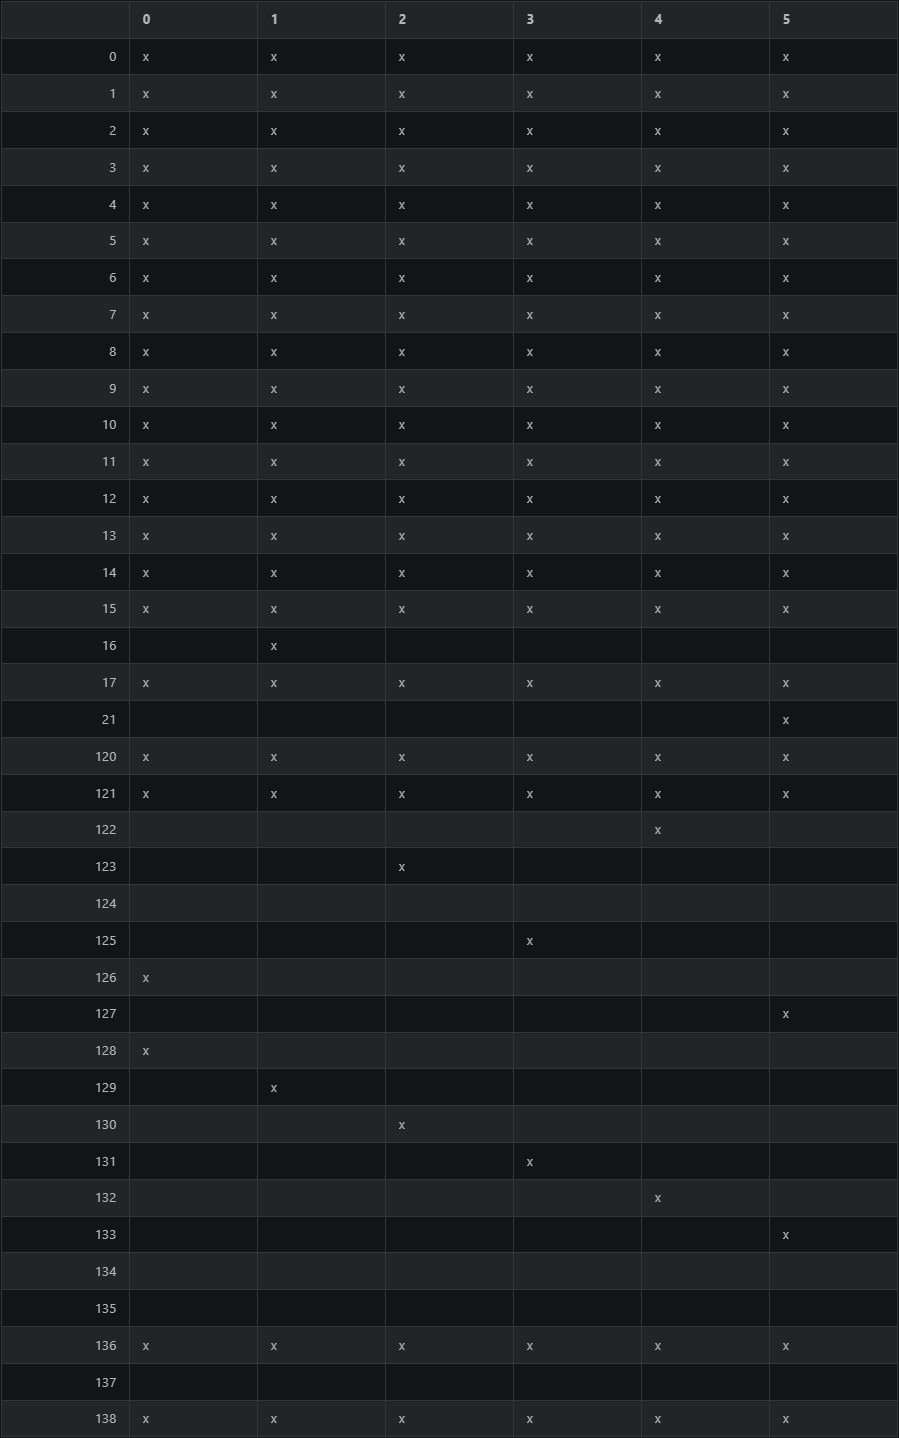 0 1 2 3 4 5
0 x x x x x x
1 x x x x x x
2 x x x x x x
3 x x x x x x
4 x x x x x x
5 x x x x x x
6 x x x x x x
7 x x x x x x
8 x x x x x x
9 x x x x x x
10 x x x x x x
11 x x x x x x
12 x x x x x x
13 x x x x x x
14 x x x x x x
15 x x x x x x
16 x
17 x x x x x x
21 x
120 x x x x x x
121 x x x x x x
122 x
123 x
124
125 x
126 x
127 x
128 x
129 x
130 x
131 x
132 x
133 x
134
135
136 x x x x x x
137
138 x x x x x x